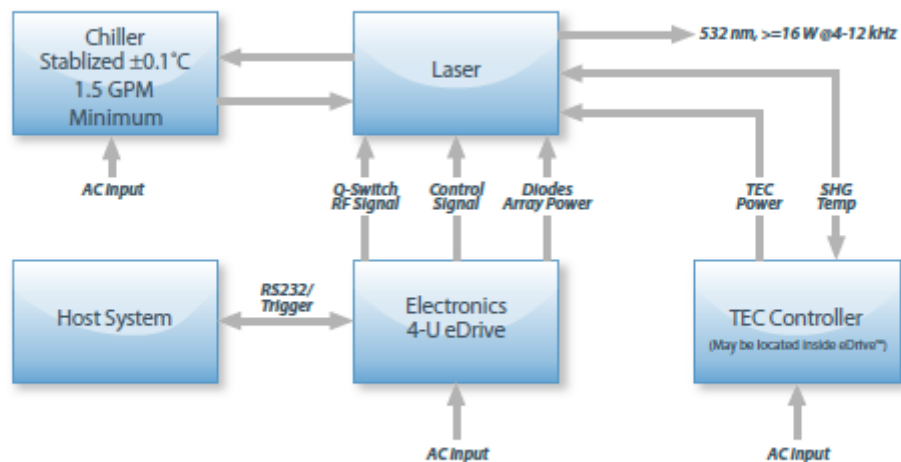 Chiller
Stablized ±0.1˚C
1.5 GPM
Minimum
Laser
532 nm, >=16 W @4-12 kHz
AC Input
Q-Switch
RF Signal
Control
Signal
Diodes
Array Power
TEC
Power
SHG
Temp
Host System
RS232/
Trigger
Electronics
4-U eDrive
TEC Controller
(May be located inside eDrive™)
AC Input
AC Input